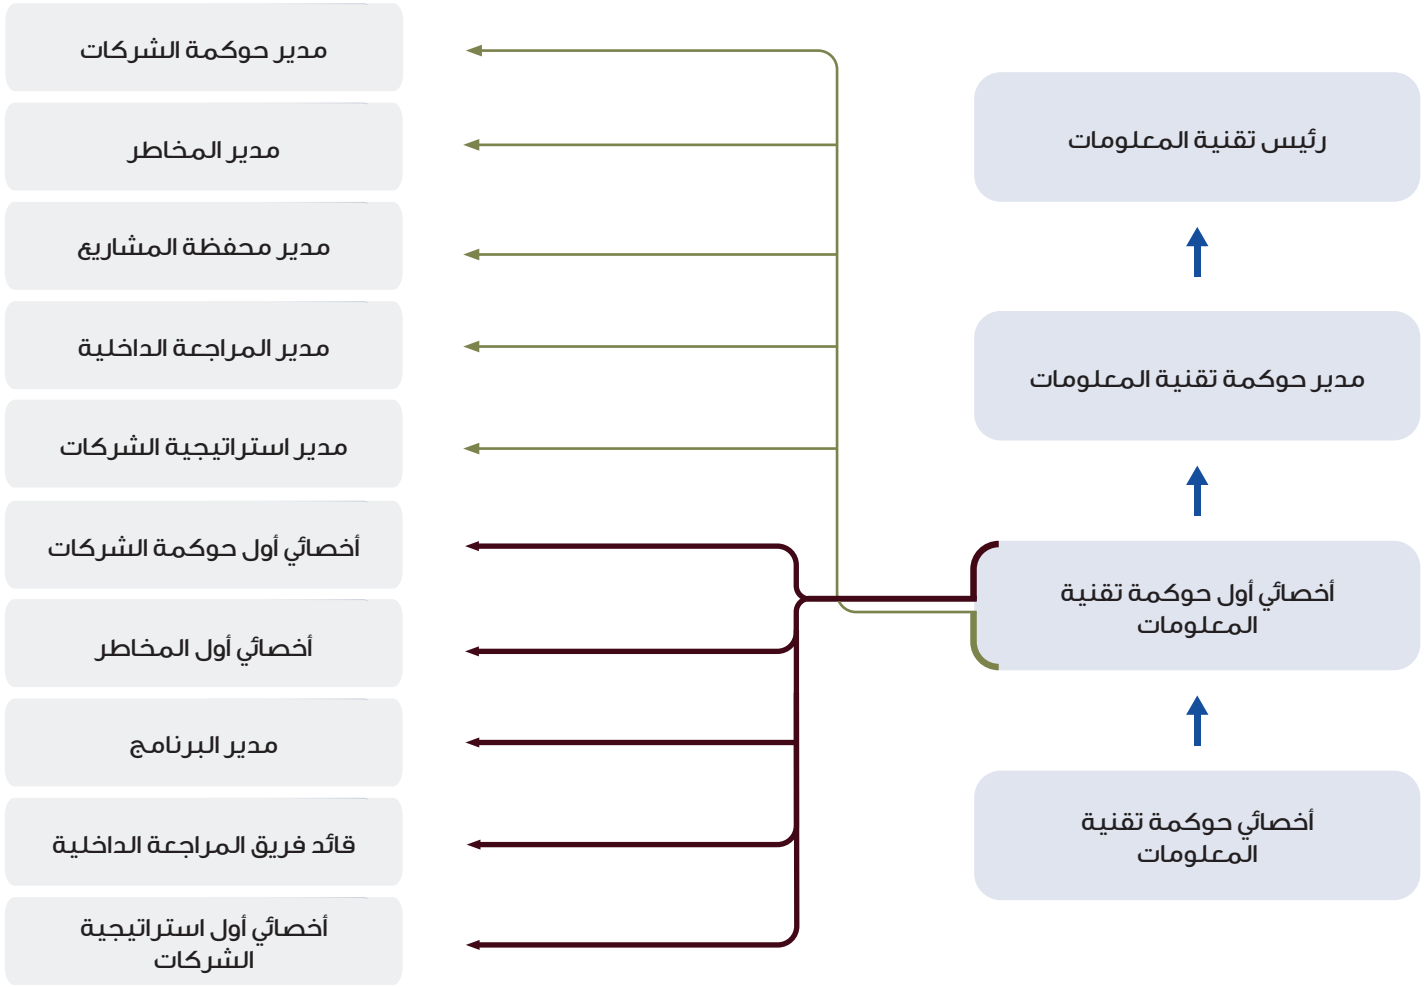 رئيس تقنية المعلومات
مدير حوكمة تقنية المعلومات
أخصائي أول حوكمة تقنية
المعلومات
أخصائي حوكمة تقنية
المعلومات
مدير حوكمة الشركات
مدير المخاطر
مدير محفظة المشاريع
مدير المراجعة الداخلية
مدير استراتيجية الشركات
أخصائي أول حوكمة الشركات
أخصائي أول المخاطر
مدير البرنامج
قائد فريق المراجعة الداخلية
أخصائي أول استراتيجية
الشركات